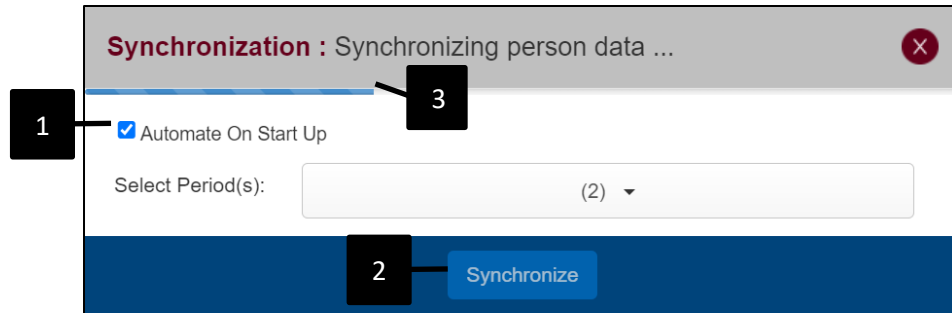 Synchronization : Synchronizing person data ...
3
1
Automate On Start Up
Select Period(s):
(2)
2
Synchronize